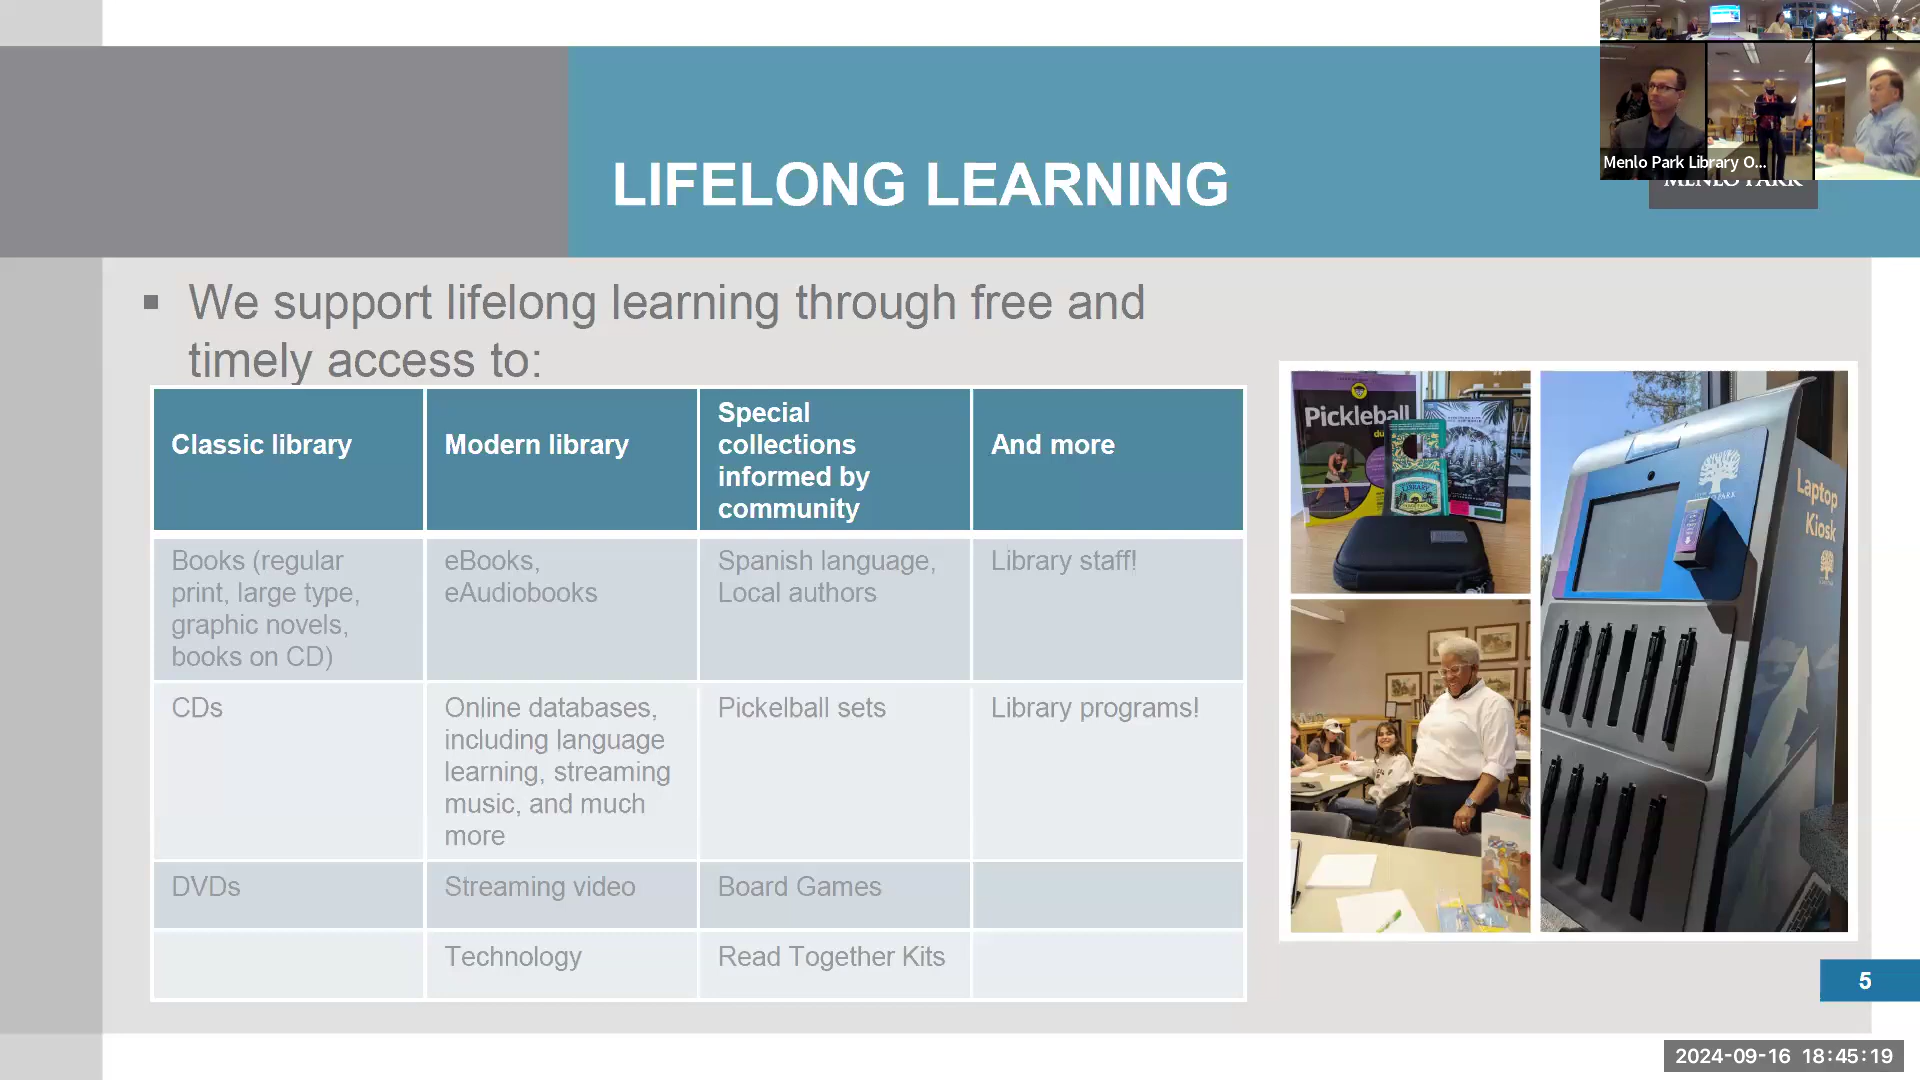 Menlo Park Library O...
MENLO PARK
LIFELONG LEARNING
▪ We support lifelong learning through free and
timely access to:
Classic library
Modern library
Special
collections
informed by
community
And more
Books (regular
print, large type,
graphic novels,
books on CD)
eBooks,
eAudiobooks
Spanish language,
Local authors
Library staff!
CDs
Online databases,
including language
learning, streaming
music, and much
more
Pickelball sets
Library programs!
DVDs
Streaming video
Board Games
Technology
Read Together Kits
Pickleball
du
LIBRARY
PARK
Laptop
Kiosk
5
2024-09-16 18:45:19